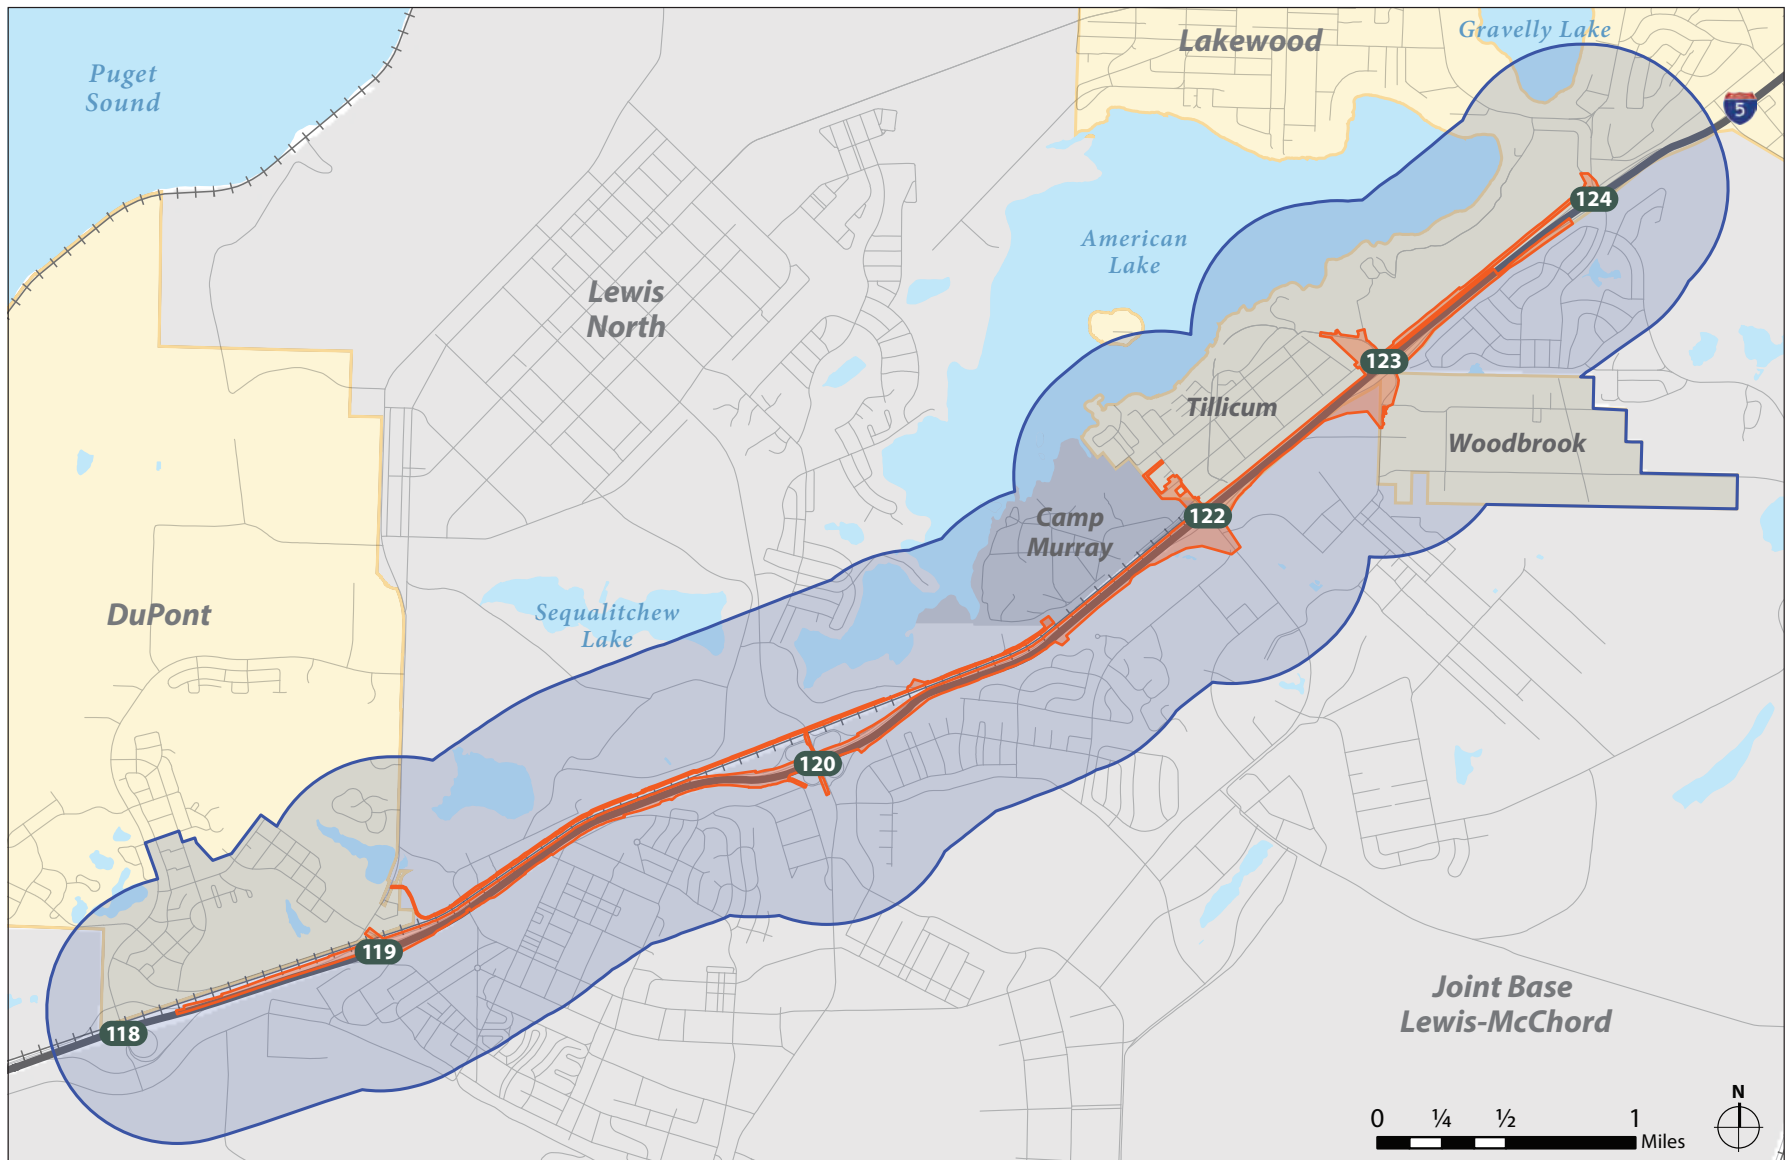 Puget
Sound
Lakewood
Gravelly Lake
5
124
American
Lake
Lewis
North
123
Tillicum
Woodbrook
122
Camp
Murray
DuPont
Sequalitchew
Lake
120
119
118
Joint Base
Lewis-McChord
N
0 ¼ ½ 1
Miles